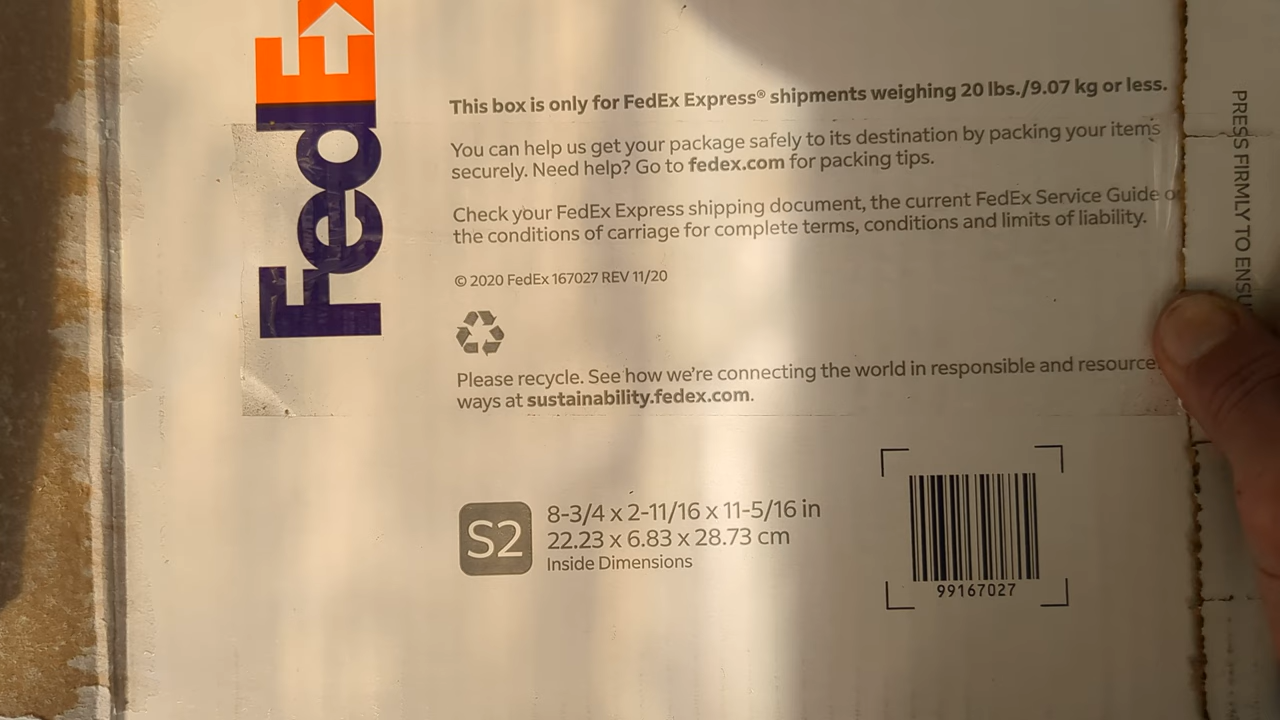 FedEx
This box is only for FedEx Express® shipments weighing 20 lbs./9.07 kg or less.
You can help us get your package safely to its destination by packing your items
securely. Need help? Go to fedex.com for packing tips.
Check your FedEx Express shipping document, the current FedEx Service Guide
the conditions of carriage for complete terms, conditions and limits of liability.
© 2020 FedEx 167027 REV 11/20
Please recycle. See how we're connecting the world in responsible and resource
ways at sustainability.fedex.com.
S2
8-3/4 x 2-11/16 x 11-5/16 in
22.23 x 6.83 x 28.73 cm
Inside Dimensions
99167027
PRESS FIRMLY TO